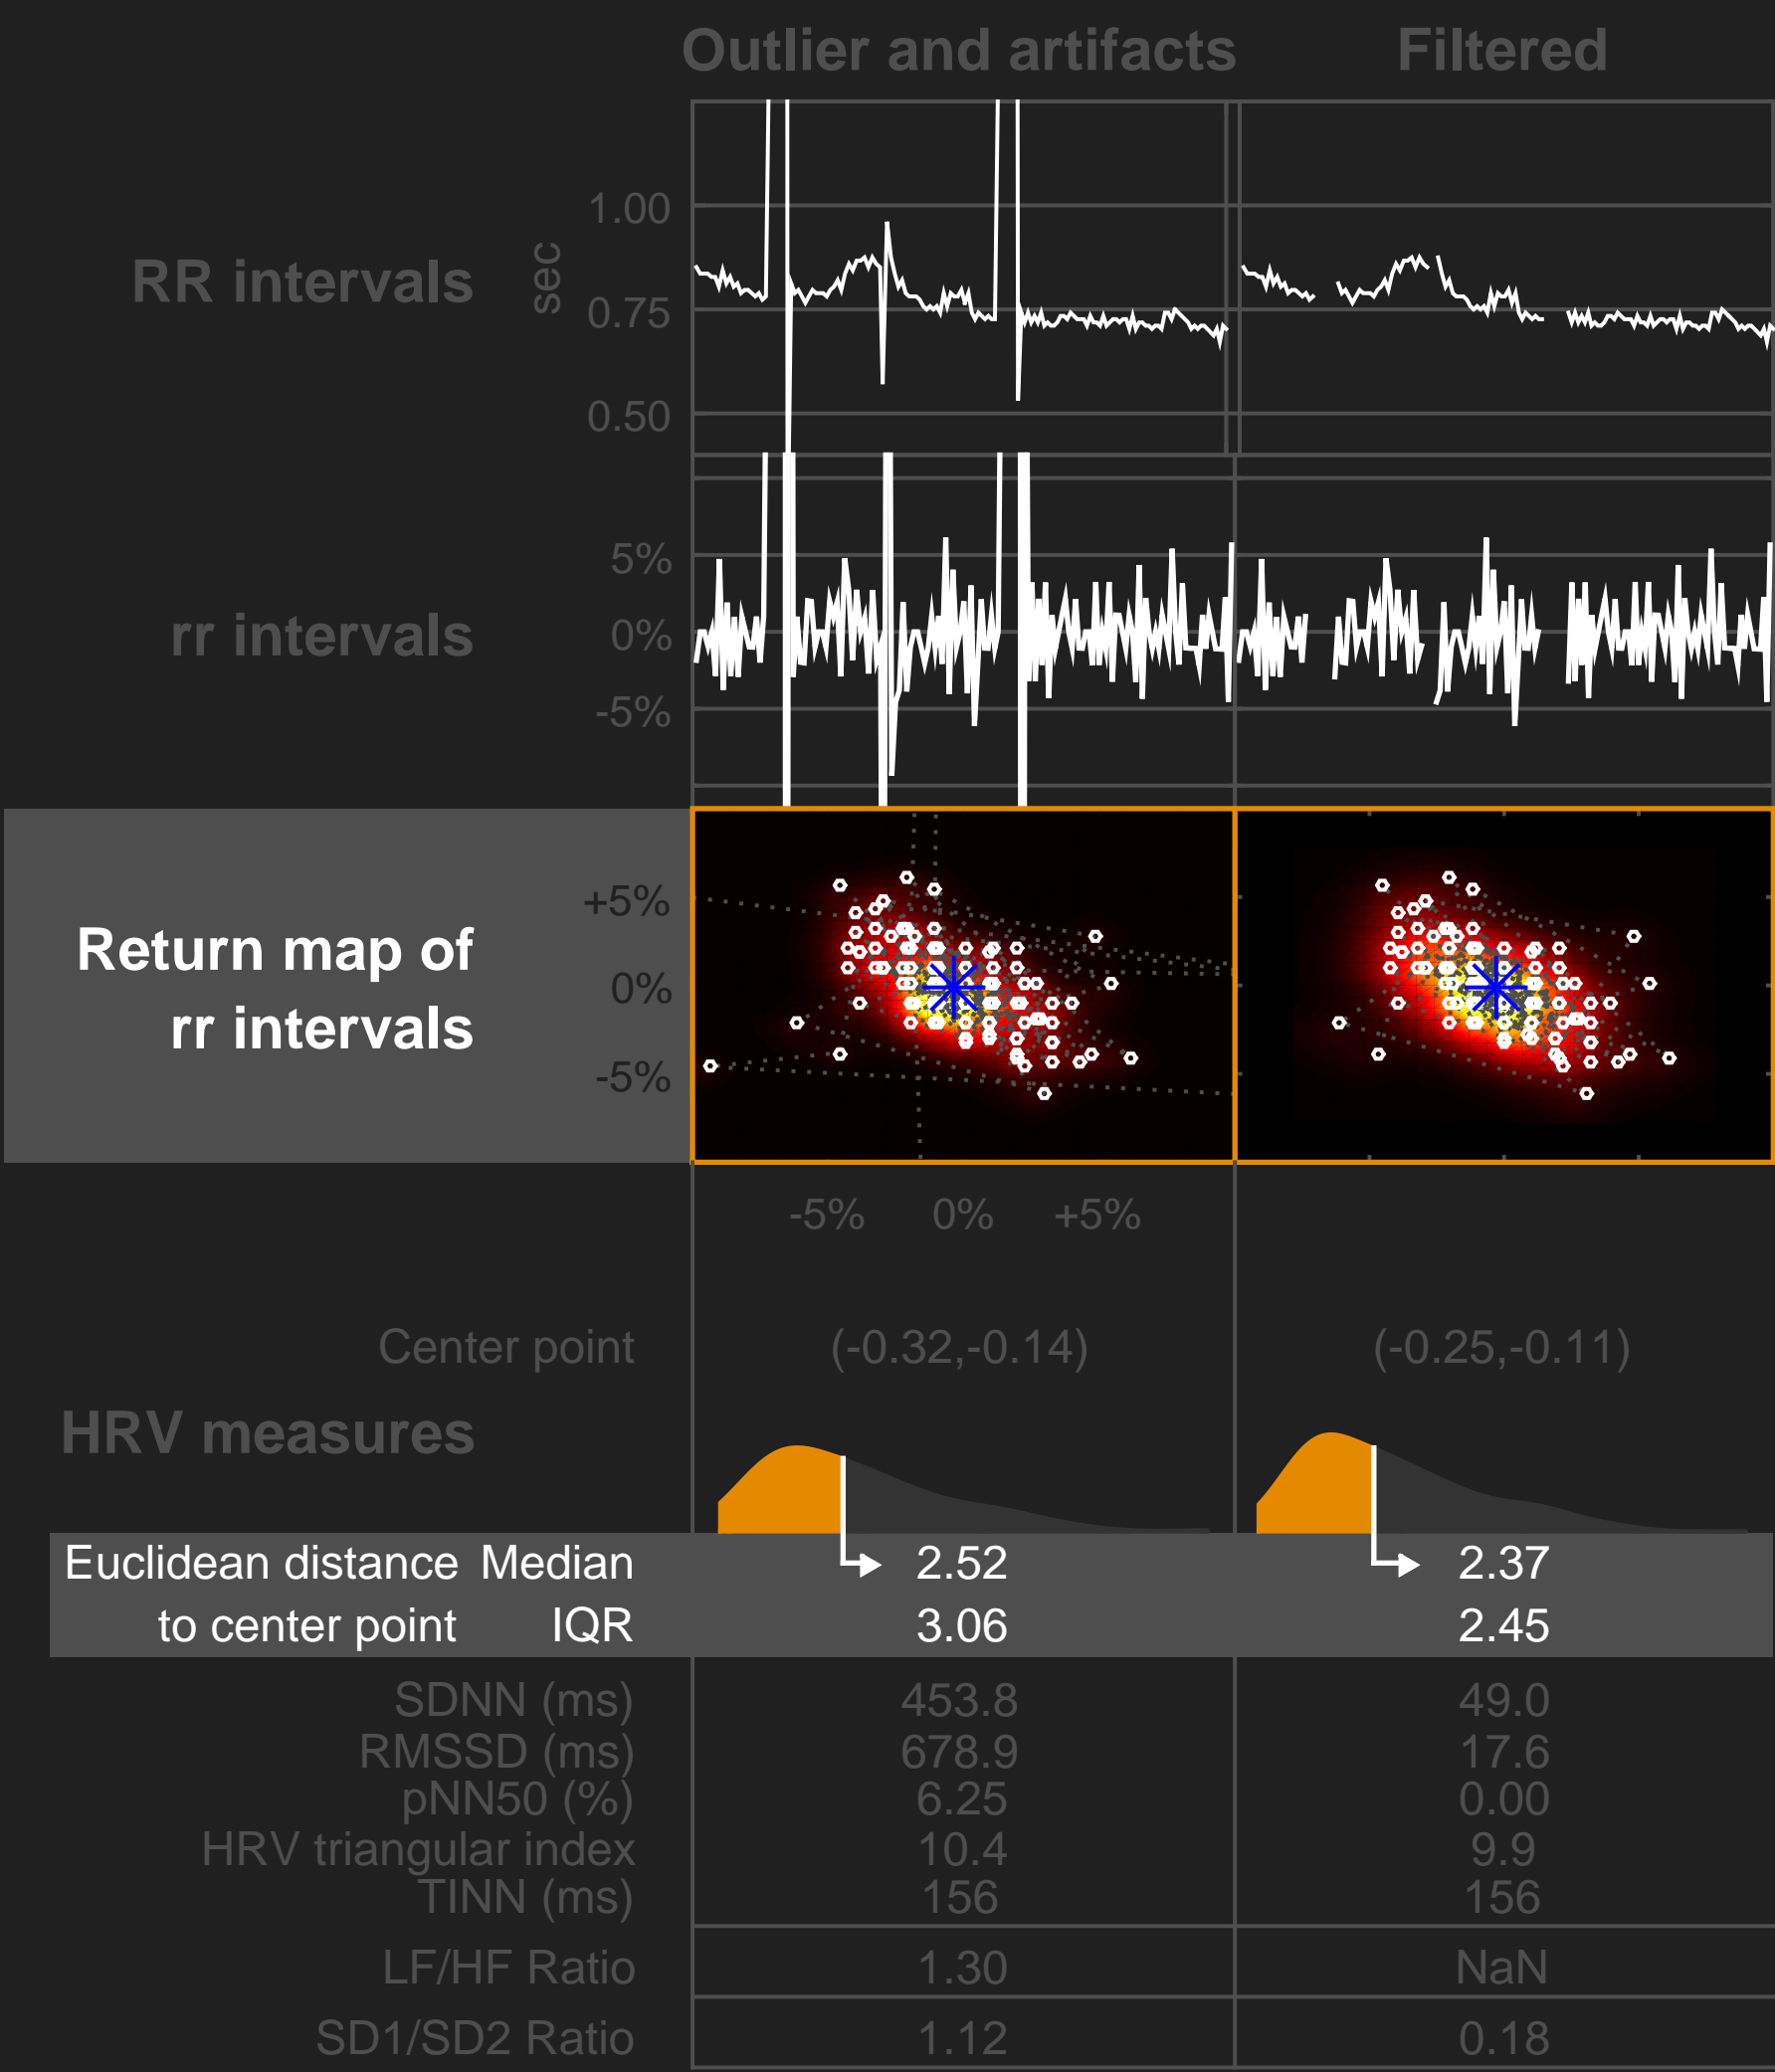 Outlier and artifacts Filtered
1.00
RR intervals sec
0.75
0.50
5%
rr intervals 0%
-5%
+5%
Return map of
0%
rr intervals
-5%
-5% 0% +5%
Center point (-0.32,-0.14) (-0.25,-0.11)
HRV measures
Euclidean distance Median 2.52 2.37
to center point IQR 3.06 2.45
SDNN (ms) 453.8 49.0
RMSSD (ms) 678.9 17.6
pNN50 (%) 6.25 0.00
HRV triangular index 10.4 9.9
TINN (ms) 156 156
LF/HF Ratio 1.30 NaN
SD1/SD2 Ratio 1.12 0.18